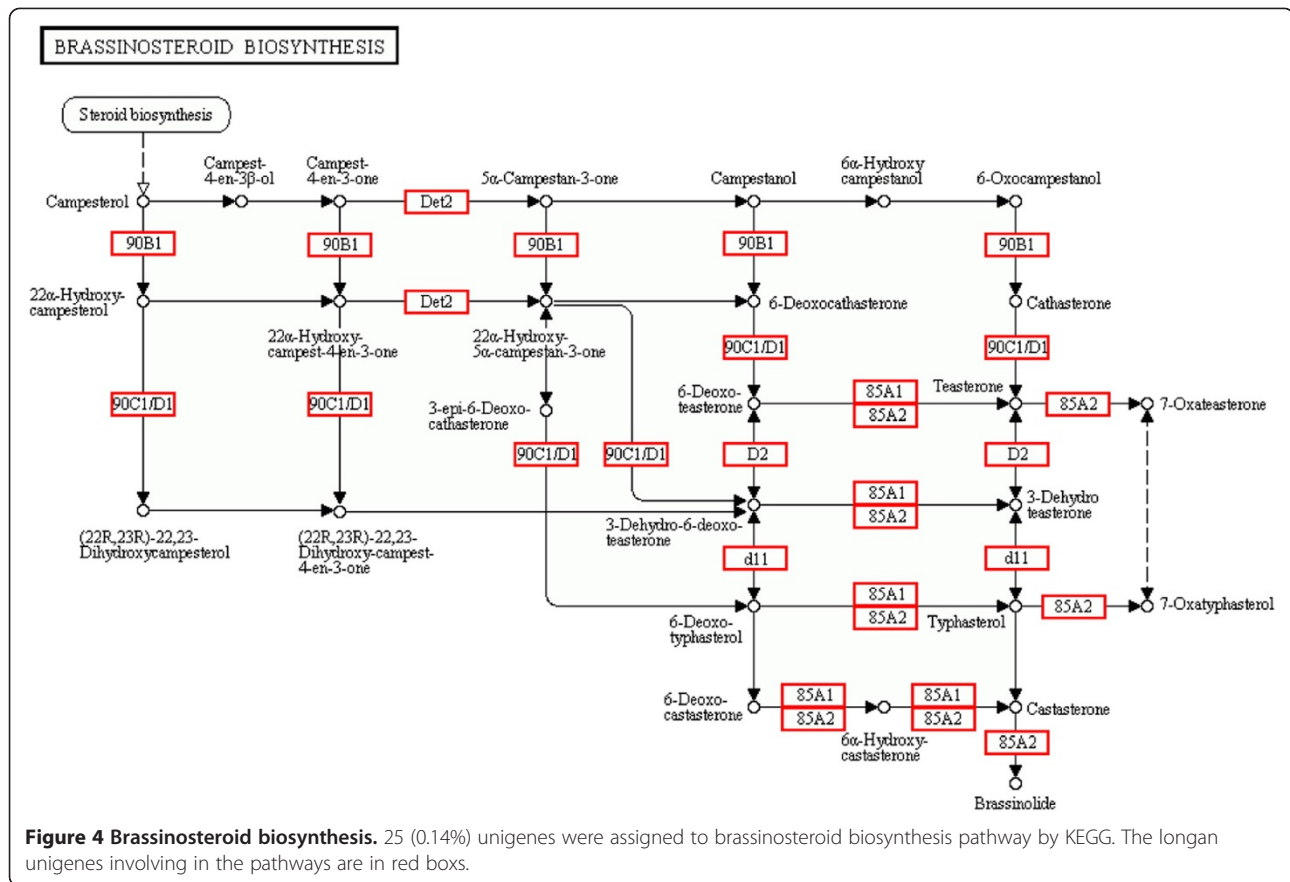 BRASSINOSTEROID BIOSYNTHESIS
Steroid biosynthesis
Campest-
4-en-3β-ol
Campest-
4-en-3-one
5α-Campestan-3-one
Campestanol
6α-Hydroxy
campestanol
6-Oxocampestanol
Campesterol
Det2
90B1
90B1
90B1
90B1
90B1
22α-Hydroxy-
campesterol
Det2
6-Deoxocathasterone
Cathasterone
22α-Hydroxy-
campest-4-en-3-one
22α-Hydroxy-
5α-campestan-3-one
90C1/D1
90C1/D1
90C1/D1
90C1/D1
3-epi-6-Deoxo-
cathasterone
6-Deoxo-
teasterone
85A1
85A2
Teasterone
85A2
7-Oxateasterone
90C1/D1
90C1/D1
D2
D2
85A1
85A2
3-Dehydro
teasterone
3-Dehydro-6-deoxo-
teasterone
(22R,23R)-22,23-
Dihydroxycampesterol
(22R,23R)-22,23-
Dihydroxy-campest-
4-en-3-one
d11
d11
85A1
85A2
6-Deoxo-
typhasterol
Typhasterol
85A2
7-Oxatyphasterol
6-Deoxo-
castasterone
85A1
85A2
6α-Hydroxy-
castasterone
85A1
85A2
Castasterone
85A2
Brassinolide
Figure 4 Brassinosteroid biosynthesis. 25 (0.14%) unigenes were assigned to brassinosteroid biosynthesis pathway by KEGG. The longan
unigenes involving in the pathways are in red boxs.